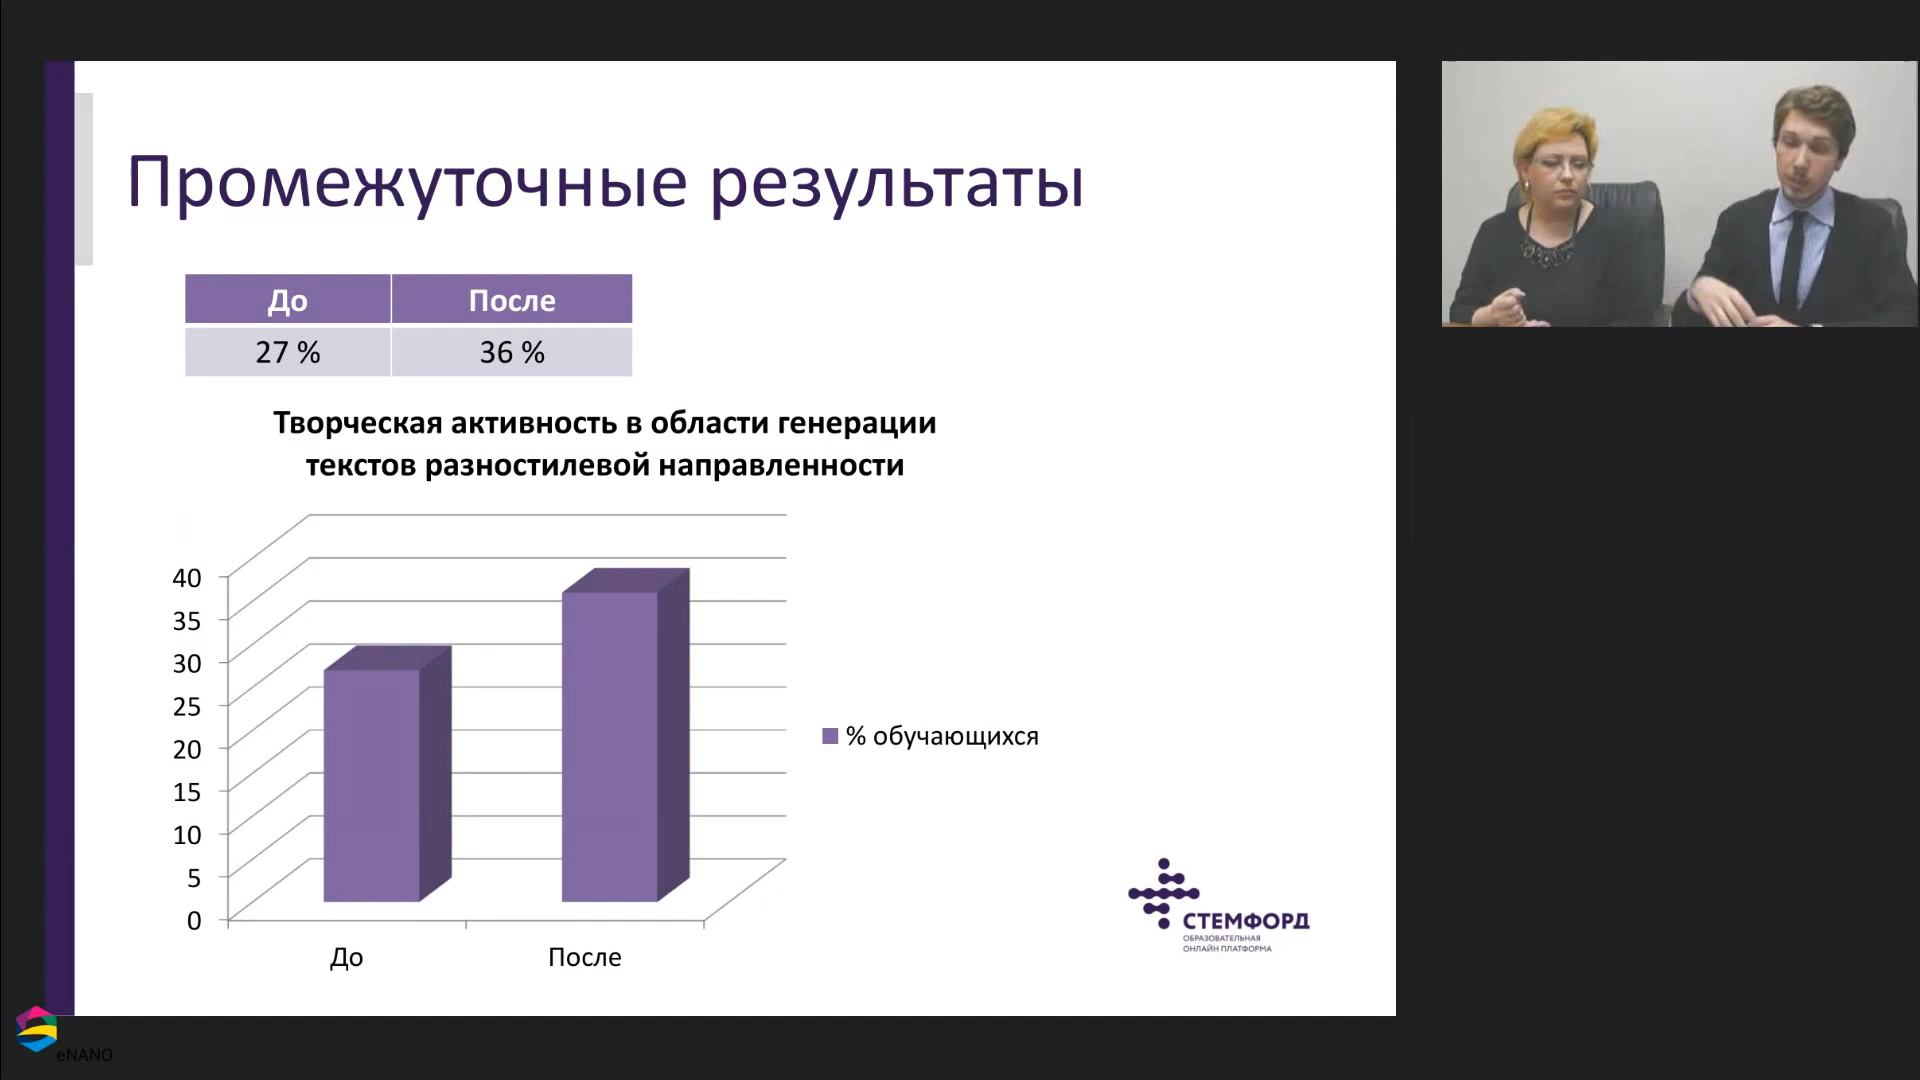 Промежуточные результаты
До После
27 % 36 %
Творческая активность в области генерации
текстов разностилевой направленности
40
35
30
25
20
15
10
5
0
До После
% обучающихся
СТЕМФОРД
ОБРАЗОВАТЕЛЬНАЯ
ОНЛАЙН ПЛАТФОРМА
eNANO